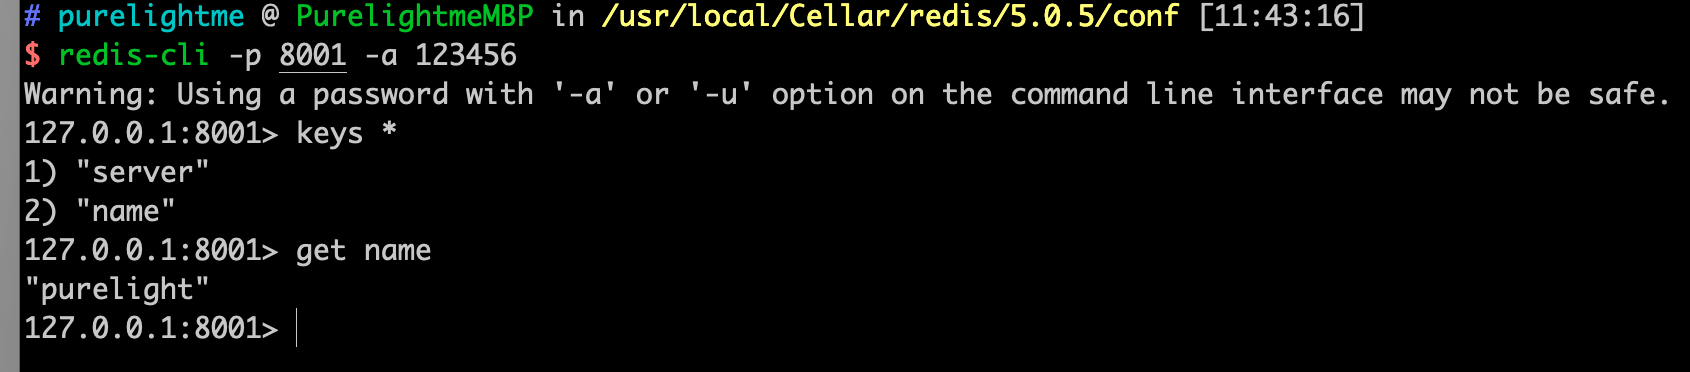 # purelightme @ PurelightmeMBP in /usr/local/Cellar/redis/5.0.5/conf [11:43:16]
$ redis-cli -p 8001 -a 123456
Warning: Using a password with '-a' or '-u' option on the command line interface may not be safe.
127.0.0.1:8001> keys *
1) "server"
2) "name"
127.0.0.1:8001> get name
"purelight"
127.0.0.1:8001>